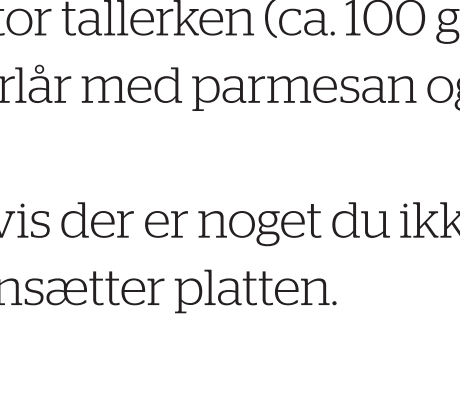 tor tallerken (ca. 100 g
rlår med parmesan og
vis der er noget du ikk
nsætter platten.